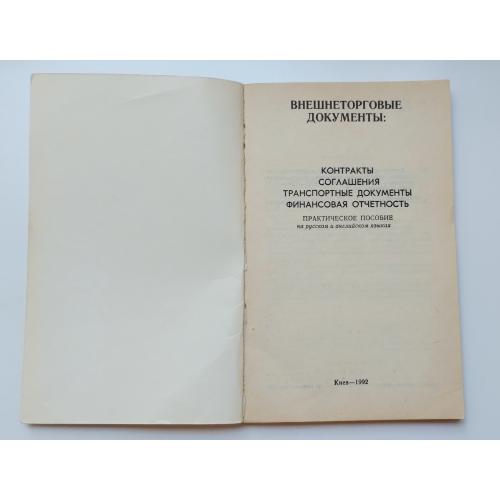 ВНЕШНЕТОРГОВЫЕ
ДОКУМЕНТЫ:
КОНТРАКТЫ
СОГЛАШЕНИЯ
ТРАНСПОРТНЫЕ ДОКУМЕНТЫ
ФИНАНСОВАЯ ОТЧЕТНОСТЬ
ПРАКТИЧЕСКОЕ ПОСОБИЕ
на русском и английском языках
Киев—1992